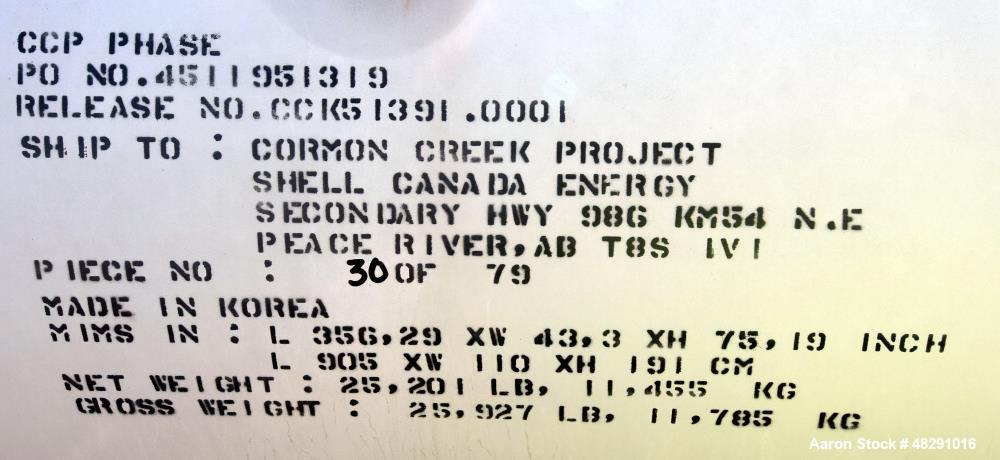 CCP PHASE
PO NO.4511951319
RELEASE NO.CCK51391.0001
SHIP TO : CORMON CREEK PROJECT
SHELL CANADA ENERGY
SECONDARY HWY 986 KM54 N.E
PEACE RIVER,AB T8S 1V1
PIECE NO : 30 OF 79
MADE IN KOREA
MIMS IN : L 356,29 XW 43,3 XH 75,19 INCH
L 905 XW 110 XH 191 CM
NET WEIGHT : 25,201 LB, 11,455 KG
GROSS WEIGHT : 25,927 LB, 11,785 KG
Aaron Stock # 48291016